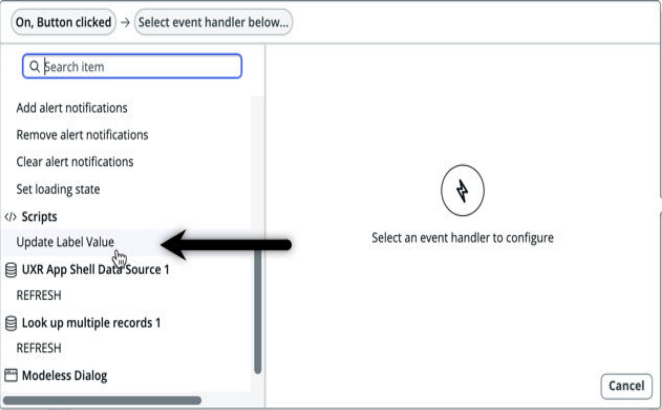 On, Button clicked → Select event handler below...
Search item
Add alert notifications
Remove alert notifications
Clear alert notifications
Set loading state
</> Scripts
Update Label Value
UXR App Shell Data Source 1
REFRESH
Look up multiple records 1
REFRESH
Modeless Dialog
Select an event handler to configure
Cancel